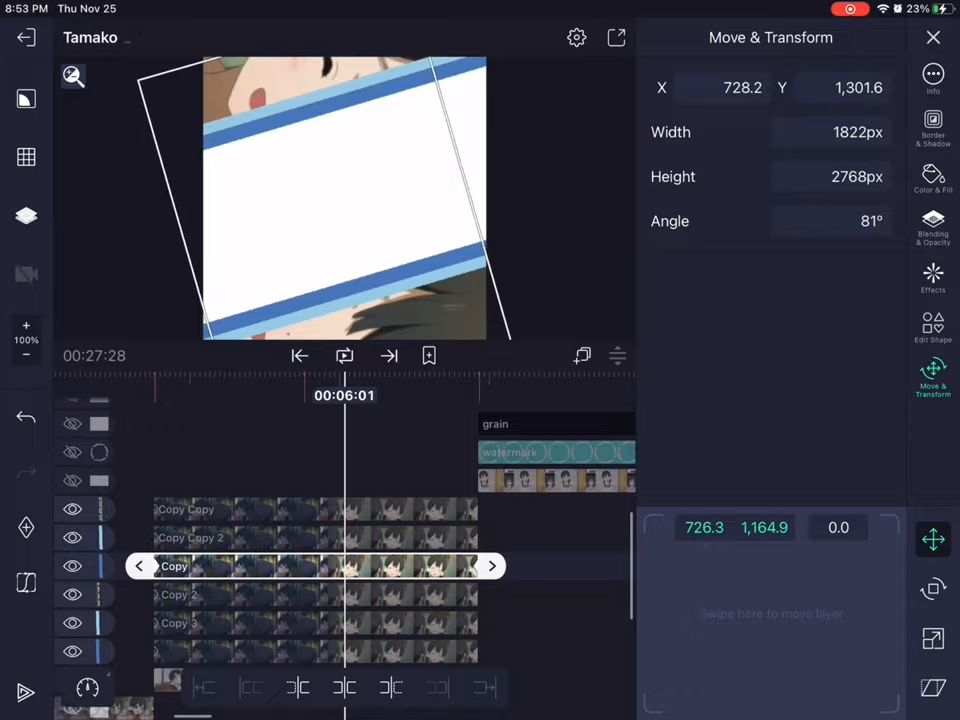 8:53 PM Thu Nov 25
23%
Tamako
Move & Transform
X 728.2 Y 1,301.6
Width 1822px
Height 2768px
Angle 81º
Info
Border & Shadow
Color & Fill
Blending & Opacity
Effects
Edit Shape
Move & Transform
+
100%
−
00:27:28
00:06:01
grain
watermark
Copy Copy
Copy Copy 2
Copy
Copy 2
Copy 3
726.3 1,164.9 0.0
Swipe here to move layer